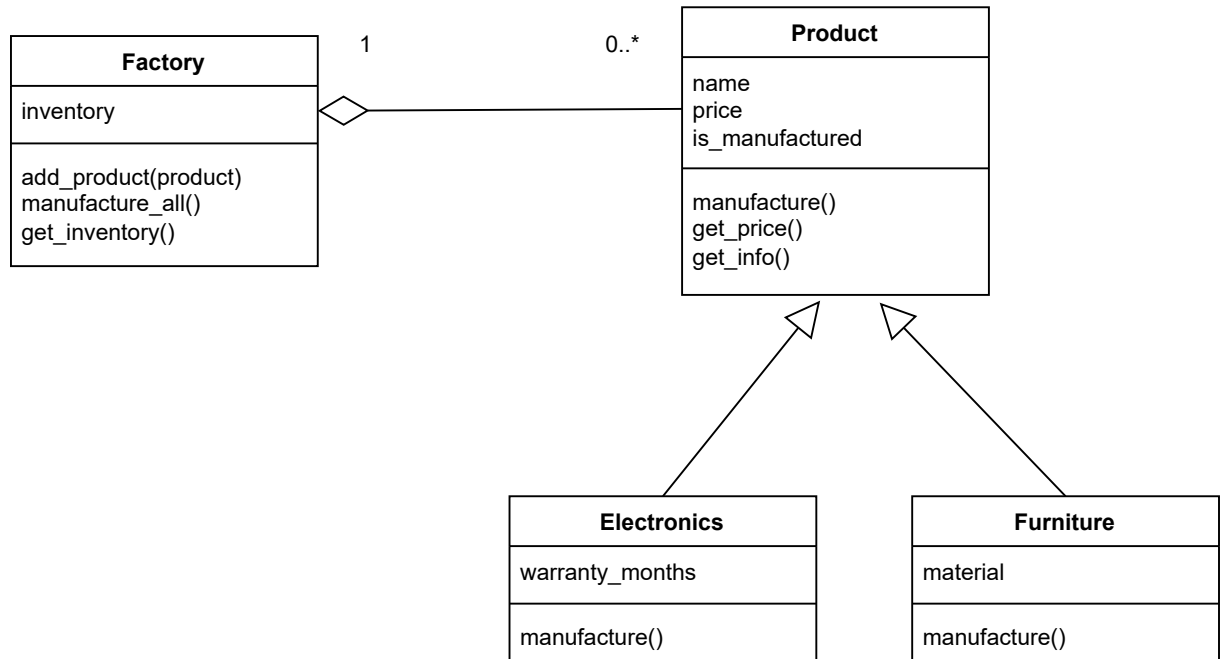 Factory
inventory
add_product(product)
manufacture_all()
get_inventory()
1
0..*
Product
name
price
is_manufactured
manufacture()
get_price()
get_info()
Electronics
warranty_months
manufacture()
Furniture
material
manufacture()